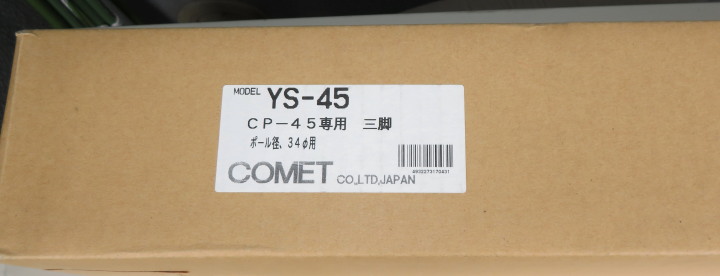 MODEL YS-45
CP-45専用 三脚
ポール径、34φ用
COMET CO.,LTD,JAPAN